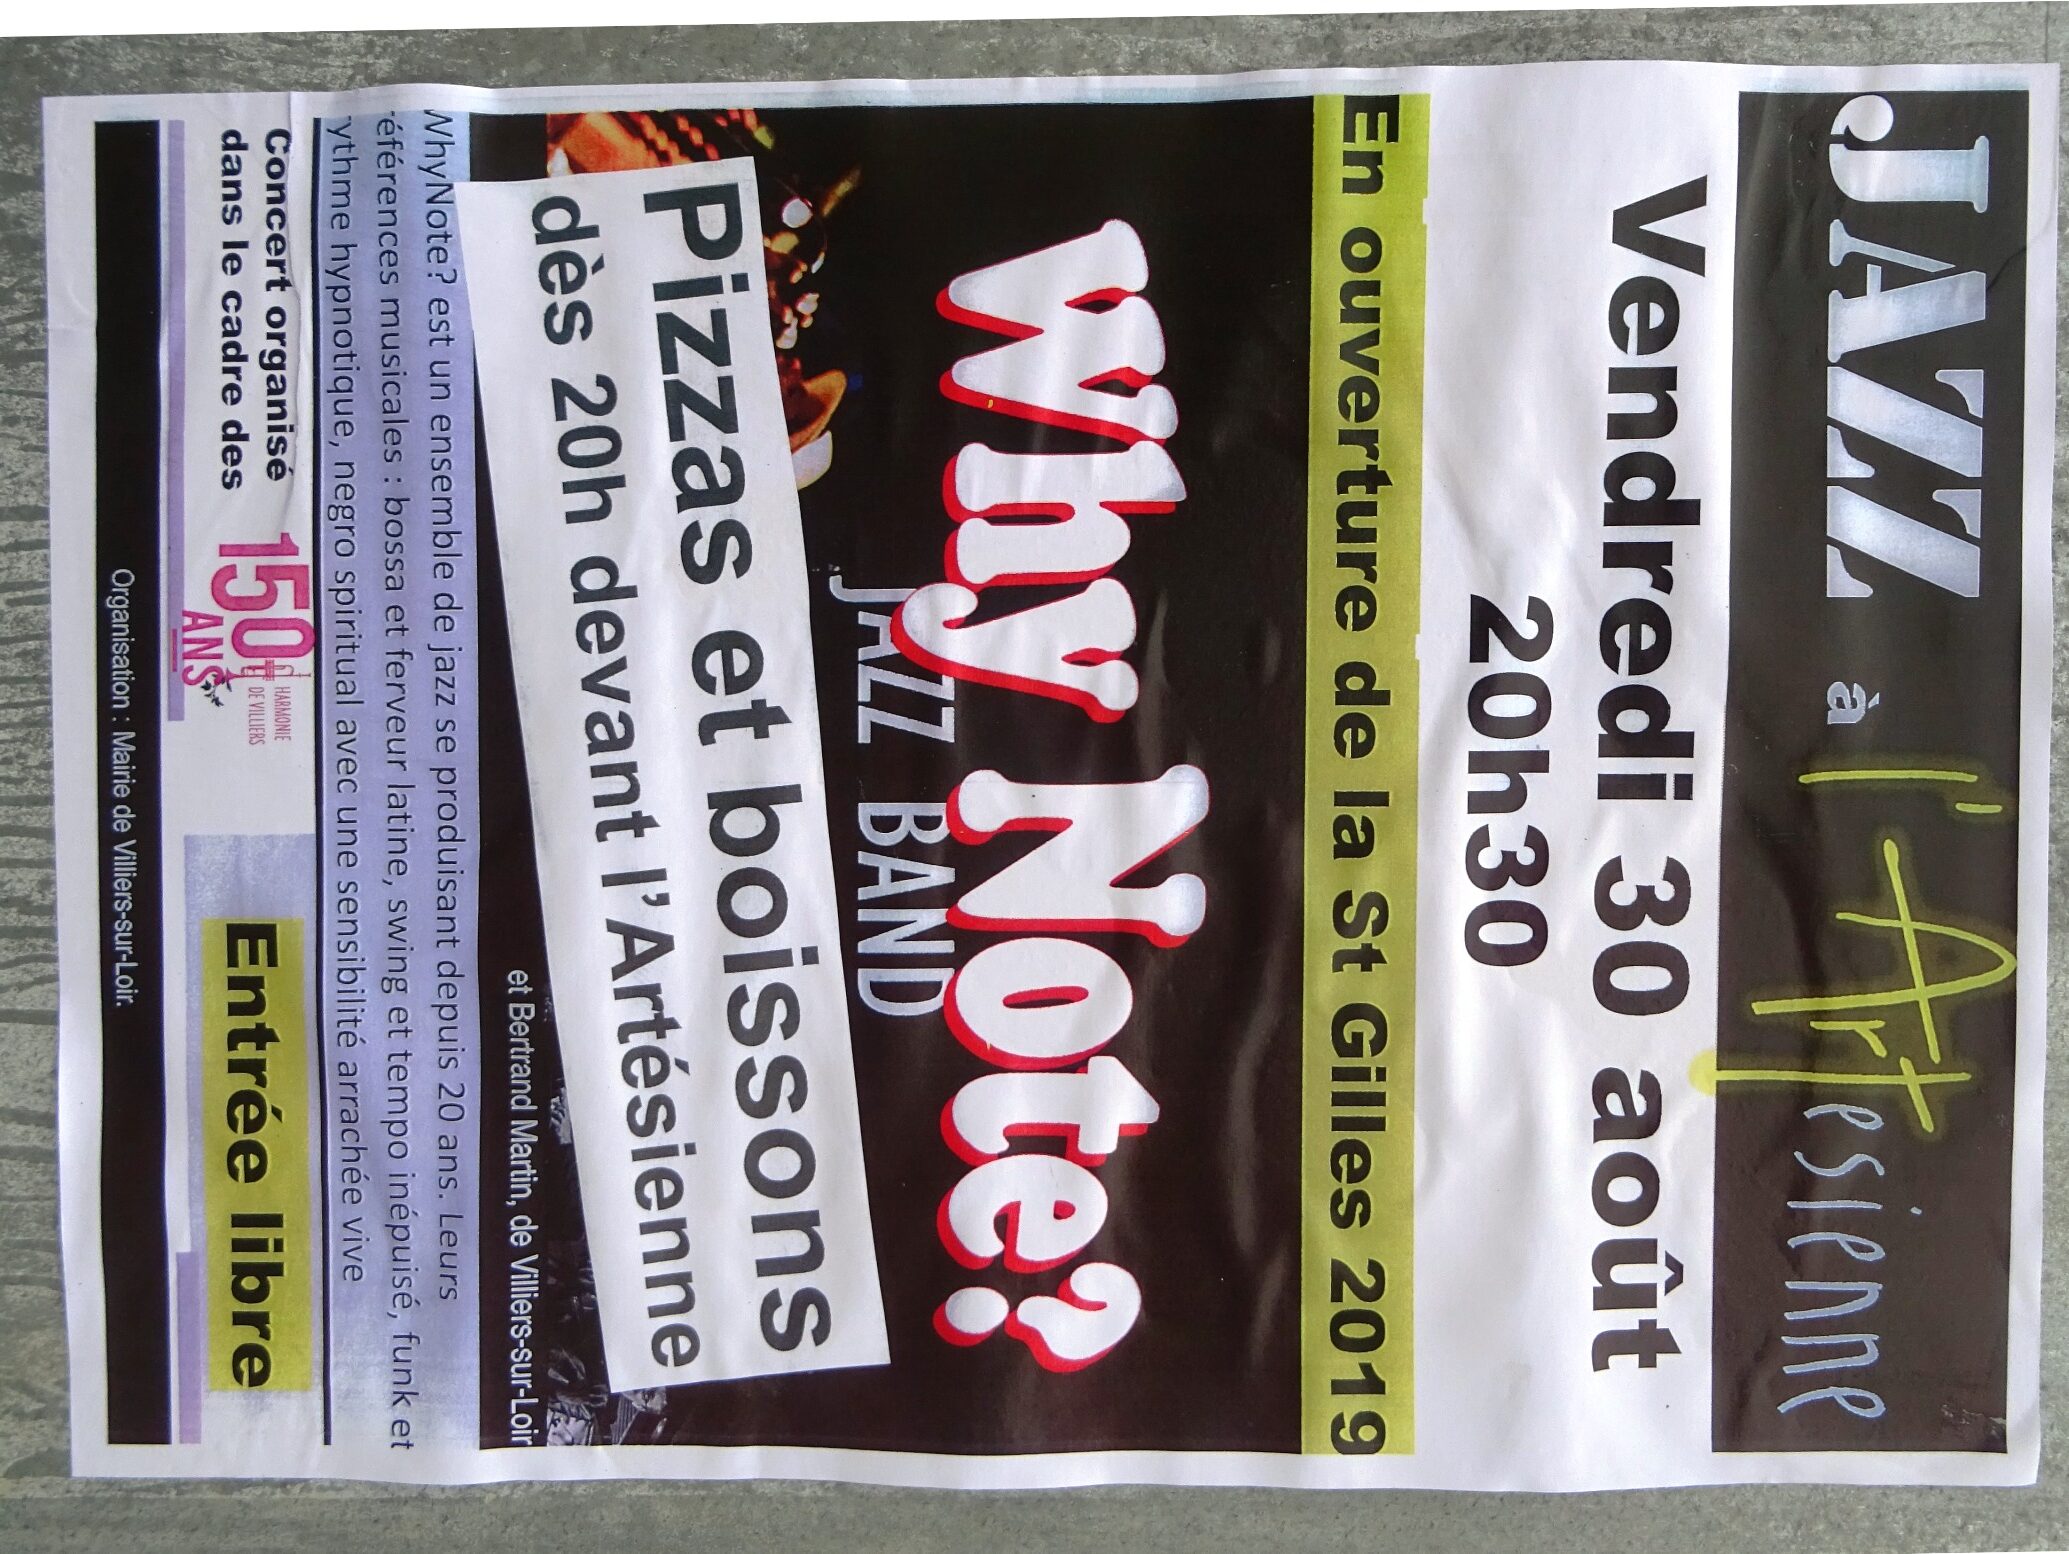 JAZZ à l'Artesienne
Vendredi 30 août
20h30
En ouverture de la St Gilles 2019
Why Note?
JAZZ BAND
Pizzas et boissons
dès 20h devant l'Artésienne
et Bertrand Martin, de Villiers-sur-Loir
WhyNote? est un ensemble de jazz se produisant depuis 20 ans. Leurs
références musicales : bossa et ferveur latine, swing et tempo inépuisé, funk et
rythme hypnotique, negro spiritual avec une sensibilité arrachée vive
Concert organisé
dans le cadre des
150
ANS
HARMONIE
DE VILLIERS
Entrée libre
Organisation : Mairie de Villiers-sur-Loir.